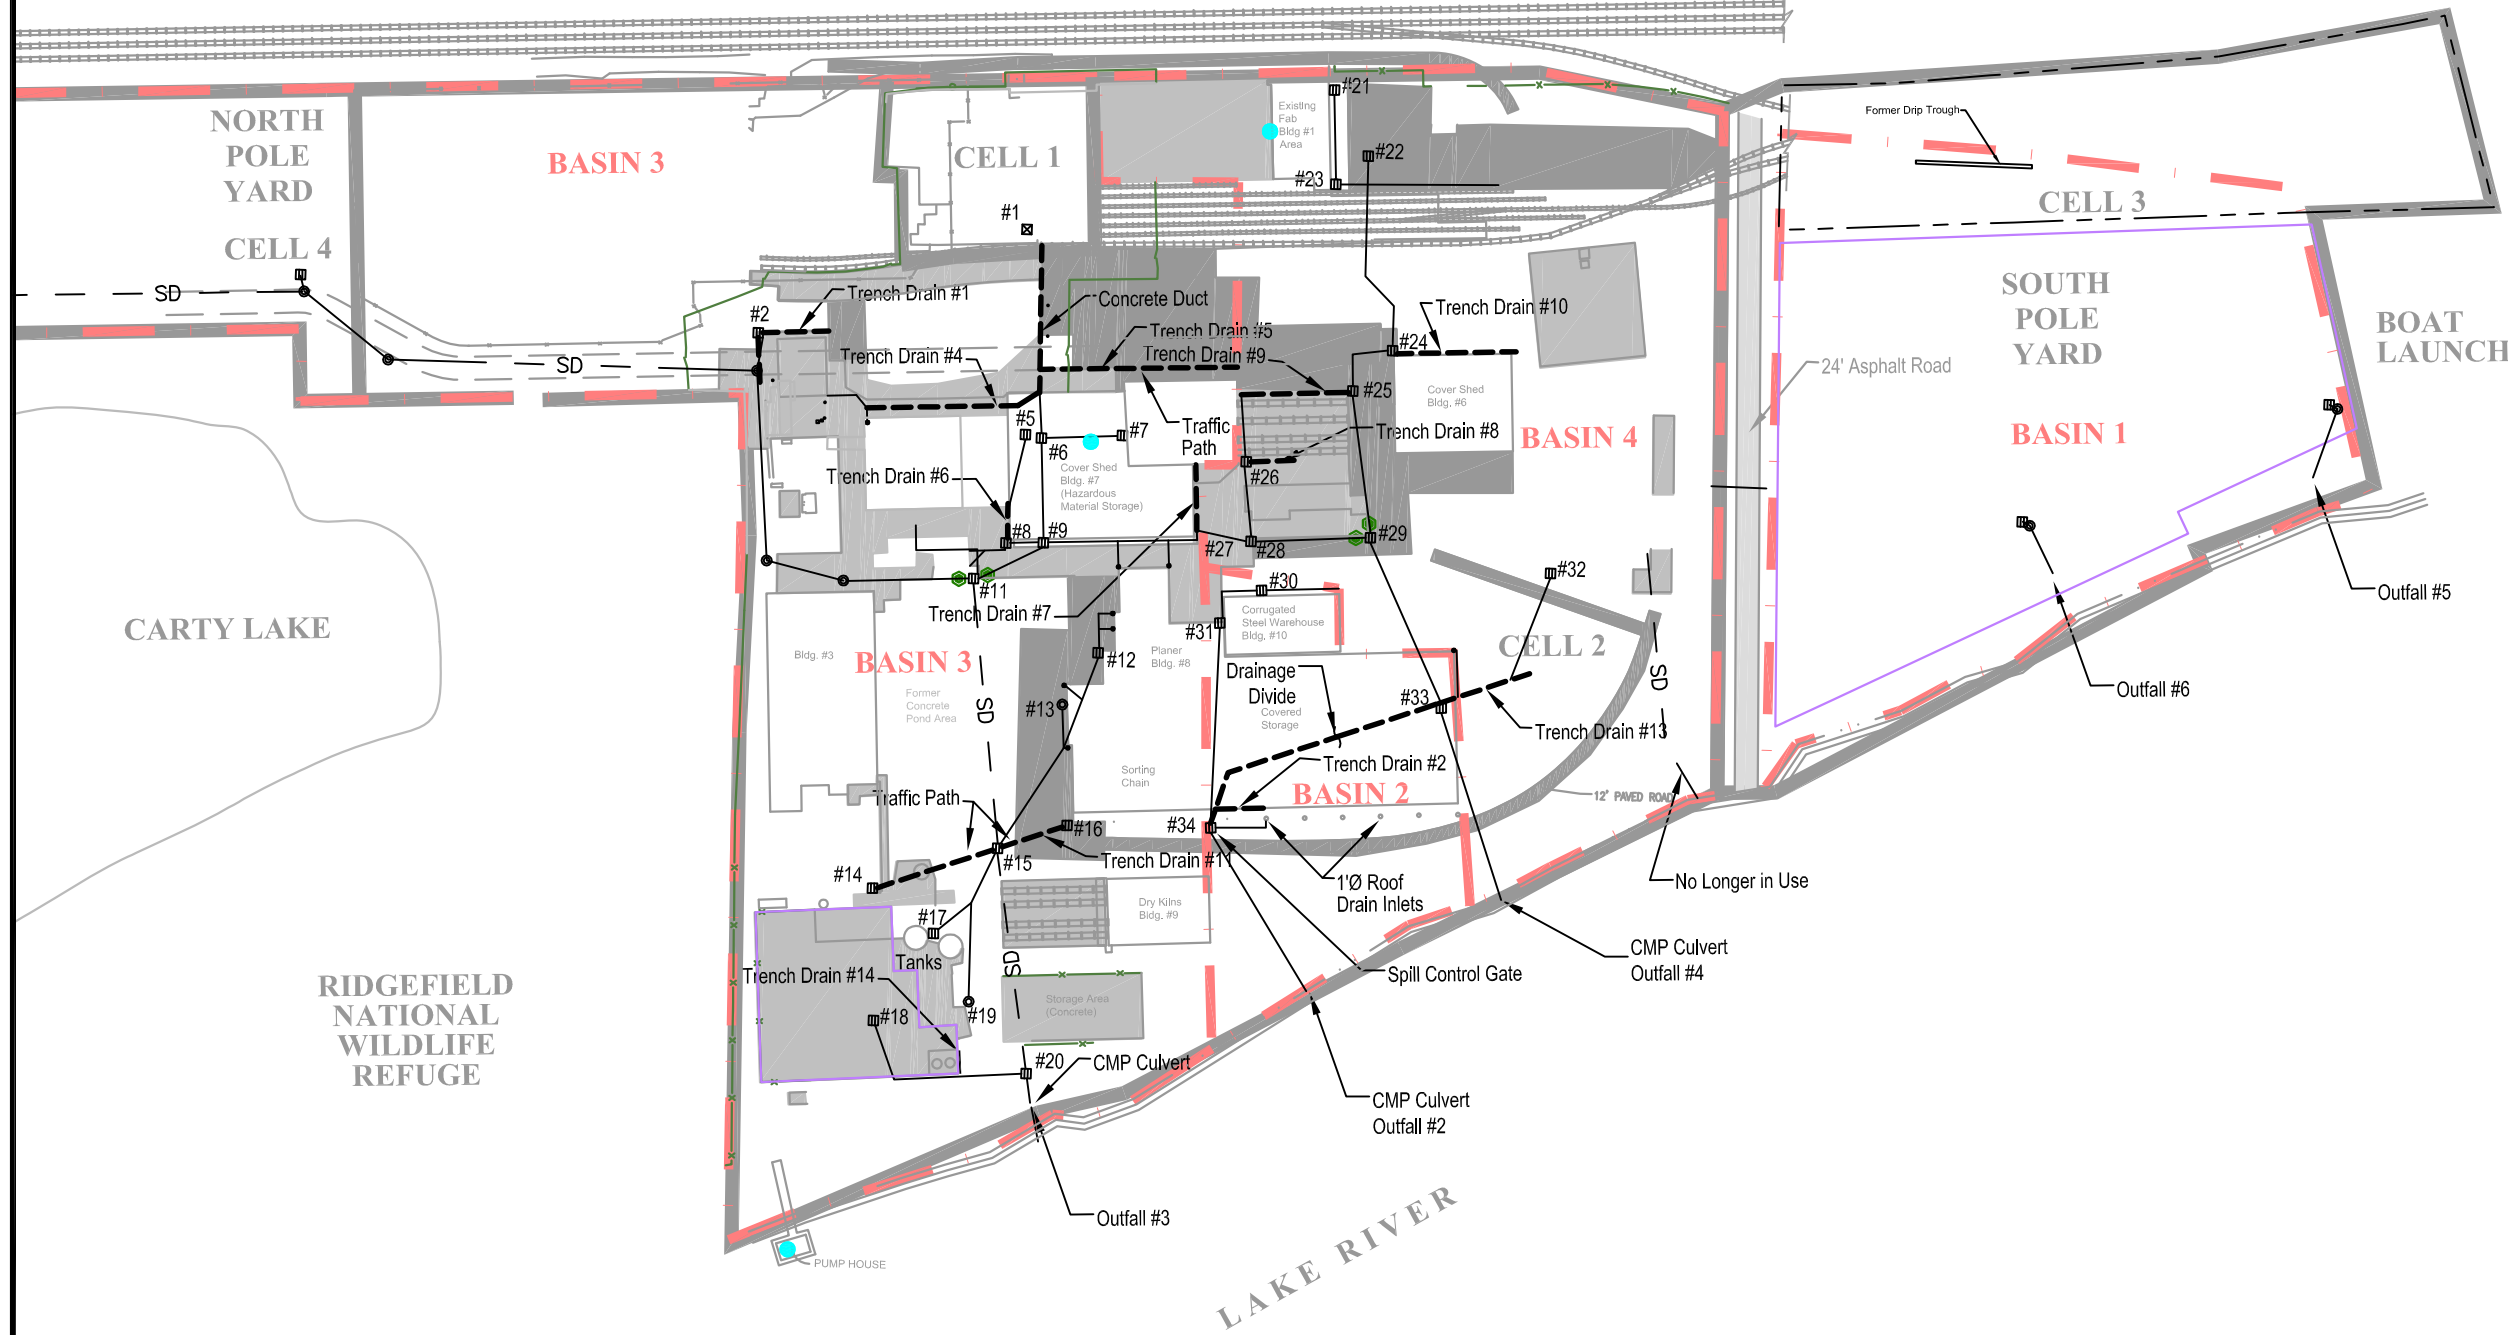 NORTH
POLE
YARD
CELL 4
BASIN 3
CELL 1
Existing
Fab
Bldg #1
Area
#21
#22
#23
Former Drip Trough
CELL 3
SOUTH
POLE
YARD
BASIN 1
BOAT
LAUNCH
24' Asphalt Road
#1
SD
SD
#2
Trench Drain #1
Concrete Duct
Trench Drain #5
Trench Drain #4
Trench Drain #9
Trench Drain #10
#24
#25
Cover Shed
Bldg. #6
Traffic
Path
Trench Drain #8
BASIN 4
#5
#6
#7
Cover Shed
Bldg. #7
(Hazardous
Material Storage)
Trench Drain #6
#26
#8
#9
#27
#28
#29
#11
#30
#32
Trench Drain #7
#31
Corrugated
Steel Warehouse
Bldg, #10
CARTY LAKE
Bldg. #3
BASIN 3
#12
Planer
Bldg. #8
CELL 2
SD
Former
Concrete
Pond Area
SD
#13
Drainage
Divide
Covered
Storage
#33
Trench Drain #13
Outfall #5
Outfall #6
Sorting
Chain
Trench Drain #2
BASIN 2
12' PAVED ROAD
Traffic Path
#16
#34
#15
Trench Drain #11
#14
1'Ø Roof
Drain Inlets
No Longer in Use
Dry Kilns
Bldg. #9
#17
Tanks
SD
Trench Drain #14
CMP Culvert
Outfall #4
Spill Control Gate
RIDGEFIELD
NATIONAL
WILDLIFE
REFUGE
Storage Area
(Concrete)
#18
#19
#20
CMP Culvert
CMP Culvert
Outfall #2
Outfall #3
PUMP HOUSE
LAKE RIVER